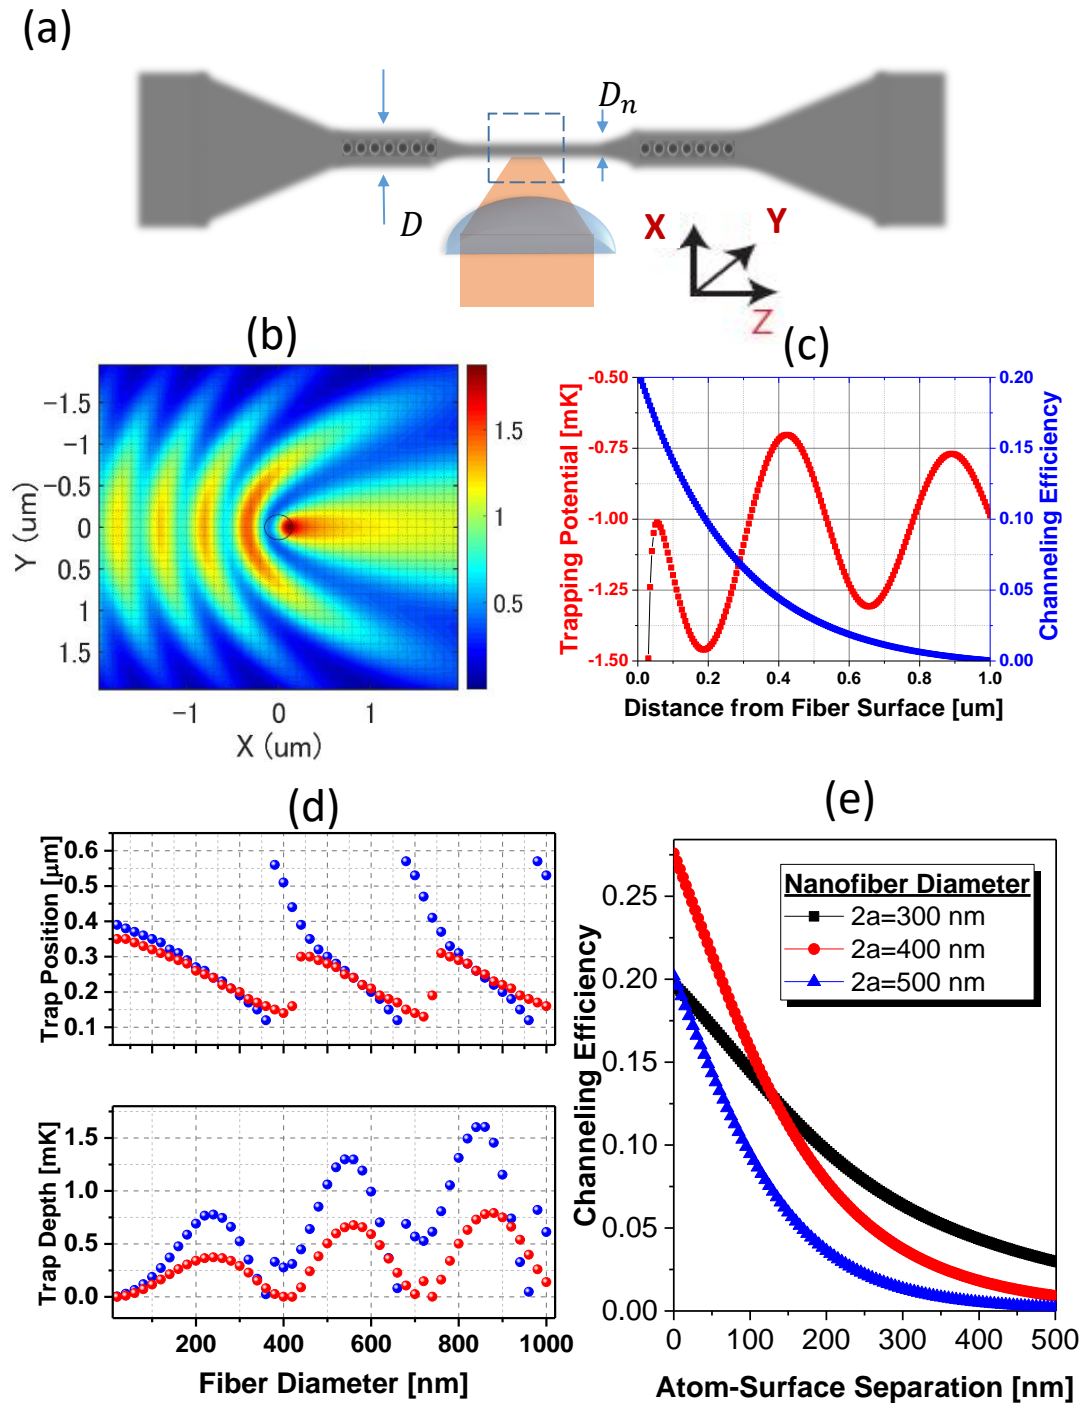 (a)
D_n
D
X
Y
Z
(b)
-1.5
-1
-0.5
0
0.5
1
1.5
Y (um)
-1
0
1
X (um)
1.5
1
0.5
(c)
-0.50
-0.75
-1.00
-1.25
-1.50
Trapping Potential [mK]
0.20
0.15
0.10
0.05
0.00
Channeling Efficiency
0.0 0.2 0.4 0.6 0.8 1.0
Distance from Fiber Surface [um]
(d)
0.6
0.5
0.4
0.3
0.2
0.1
Trap Position [μm]
1.5
1.0
0.5
0.0
Trap Depth [mK]
200 400 600 800 1000
Fiber Diameter [nm]
(e)
Nanofiber Diameter
2a=300 nm
2a=400 nm
2a=500 nm
0.25
0.20
0.15
0.10
0.05
0.00
Channeling Efficiency
0 100 200 300 400 500
Atom-Surface Separation [nm]